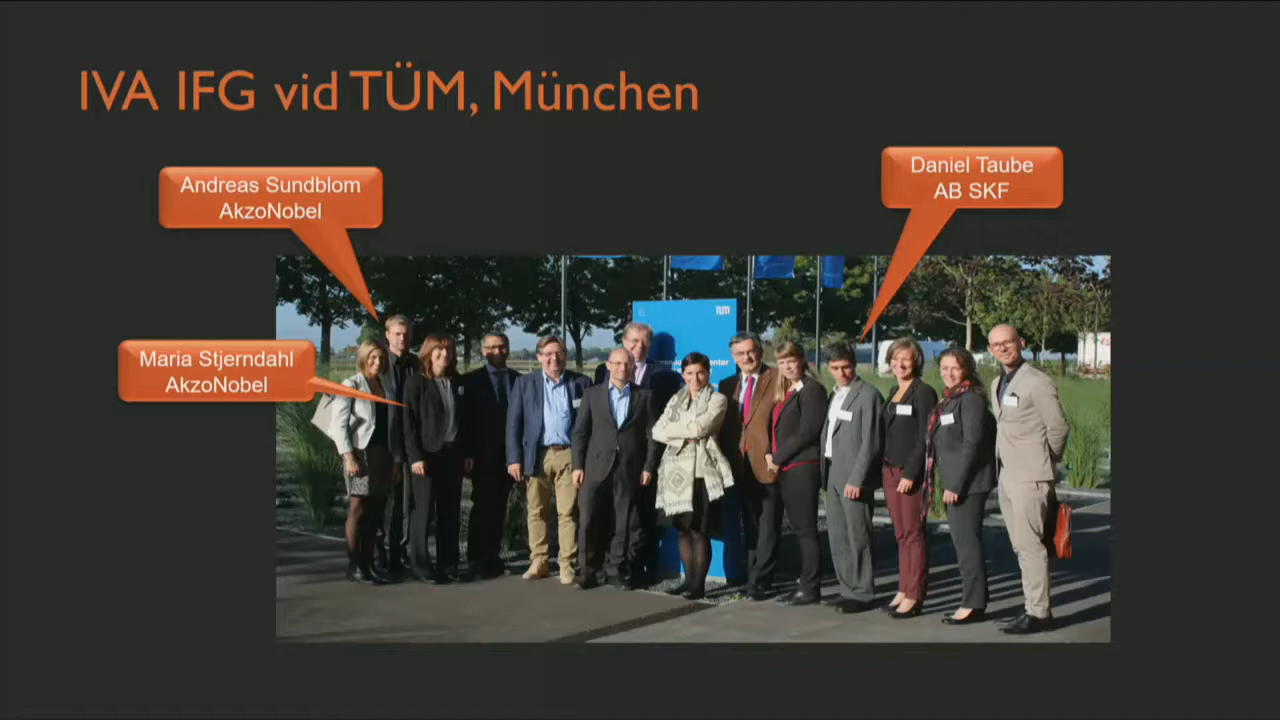 IVA IFG vid TÜM, München
Andreas Sundblom
AkzoNobel
Daniel Taube
AB SKF
Maria Stjerndahl
AkzoNobel
TUM